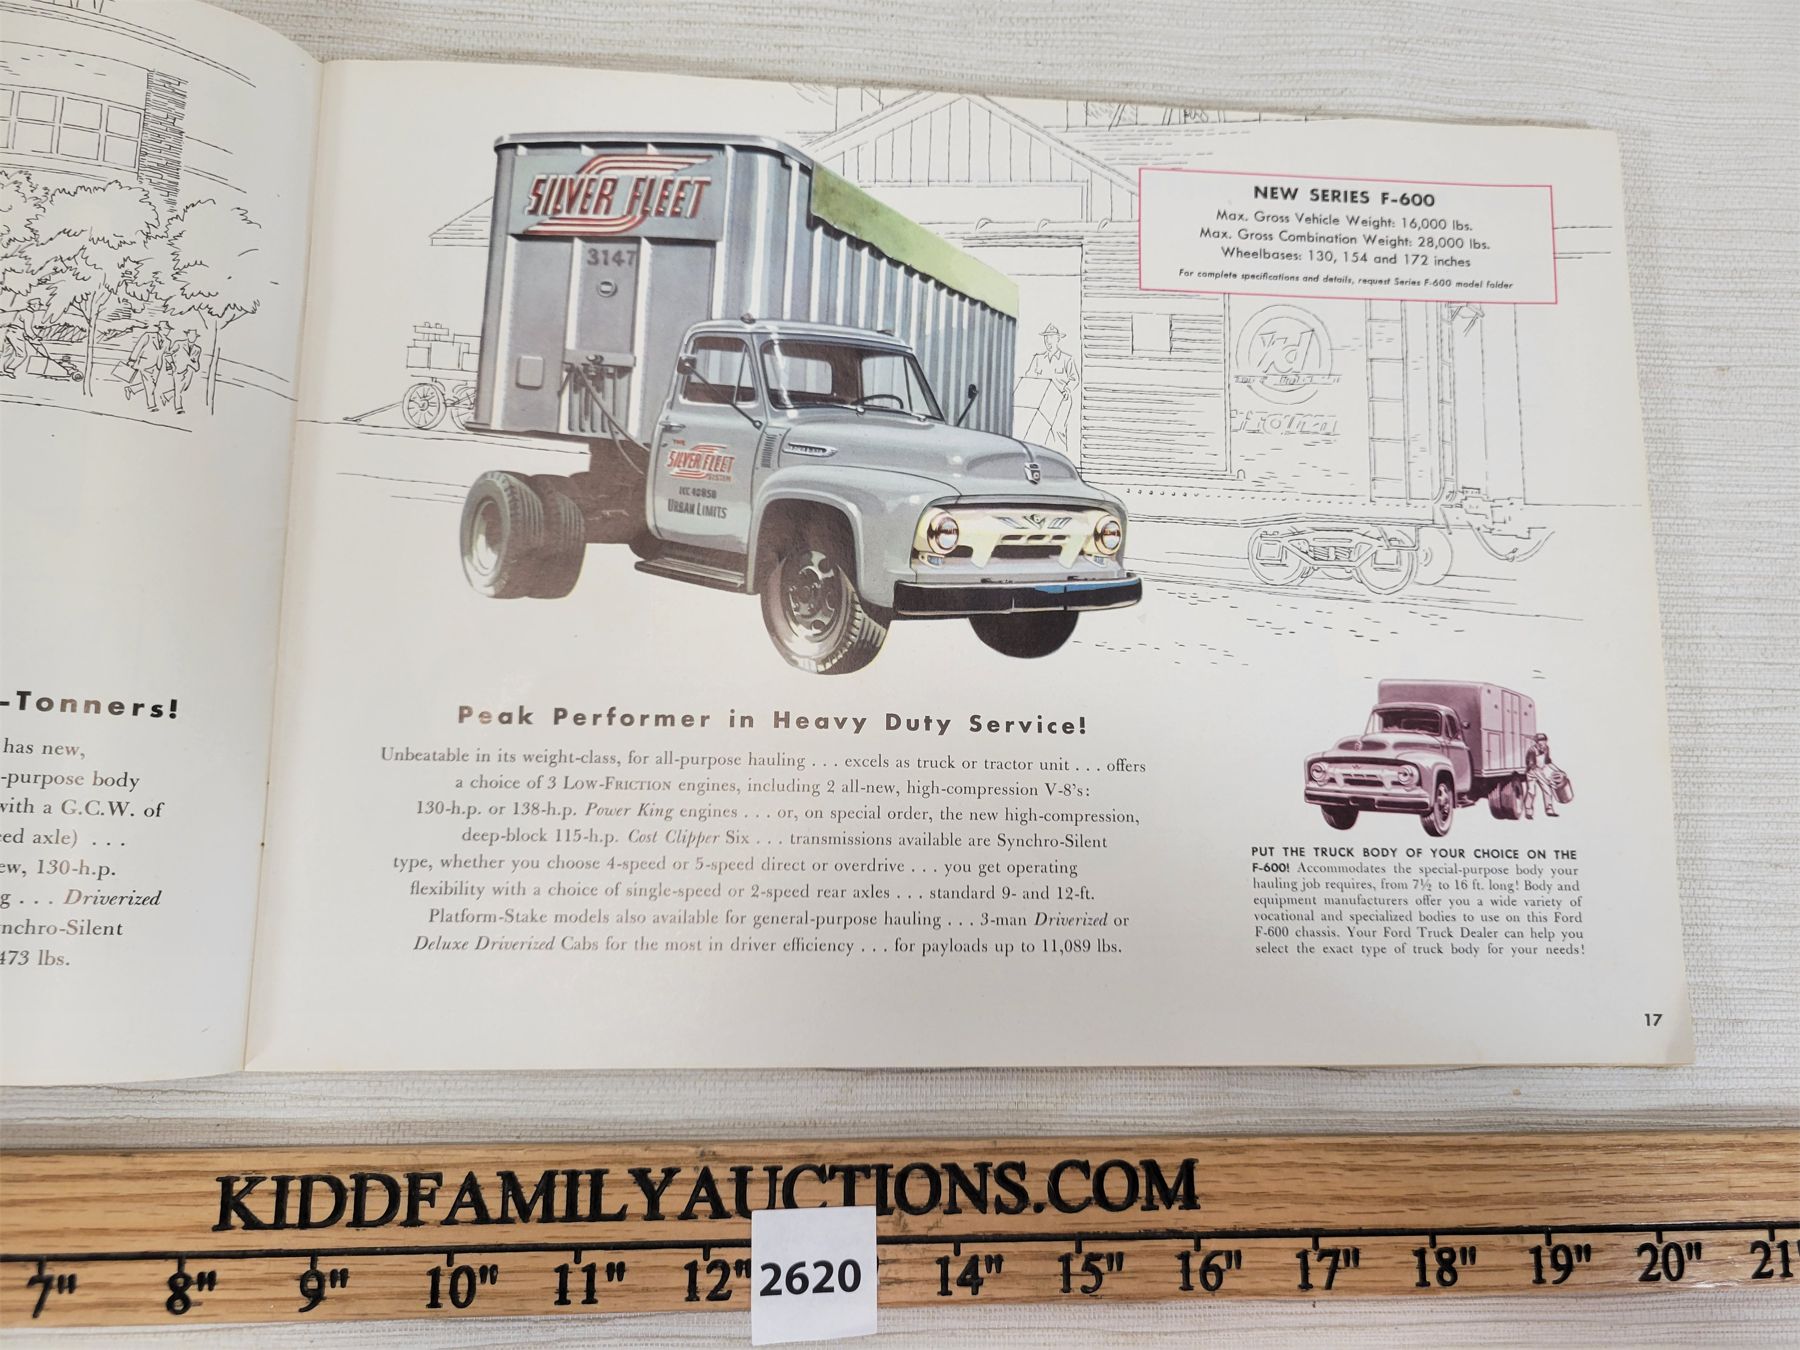 -Tonners!
has new,
-purpose body
with a G.C.W. of
eed axle) . . .
ew, 130-h.p.
g . . . Driverized
nchro-Silent
473 lbs.
SILVER FLEET
3147
THE
SILVER FLEET
SYSTEM
ICC 40858
URBAN LIMITS
NEW SERIES F-600
Max. Gross Vehicle Weight: 16,000 lbs.
Max. Gross Combination Weight: 28,000 lbs.
Wheelbases: 130, 154 and 172 inches
For complete specifications and details, request Series F-600 model folder
Peak Performer in Heavy Duty Service!
Unbeatable in its weight-class, for all-purpose hauling . . . excels as truck or tractor unit . . . offers
a choice of 3 LOW-FRICTION engines, including 2 all-new, high-compression V-8's:
130-h.p. or 138-h.p. Power King engines . . . or, on special order, the new high-compression,
deep-block 115-h.p. Cost Clipper Six . . . transmissions available are Synchro-Silent
type, whether you choose 4-speed or 5-speed direct or overdrive . . . you get operating
flexibility with a choice of single-speed or 2-speed rear axles . . . standard 9- and 12-ft.
Platform-Stake models also available for general-purpose hauling . . . 3-man Driverized or
Deluxe Driverized Cabs for the most in driver efficiency . . . for payloads up to 11,089 lbs.
PUT THE TRUCK BODY OF YOUR CHOICE ON THE
F-600! Accommodates the special-purpose body your
hauling job requires, from 7½ to 16 ft. long! Body and
equipment manufacturers offer you a wide variety of
vocational and specialized bodies to use on this Ford
F-600 chassis. Your Ford Truck Dealer can help you
select the exact type of truck body for your needs!
17
KIDDFAMILYAUCTIONS.COM
7" 8" 9" 10" 11" 12" 14" 15" 16" 17" 18" 19" 20" 21"
2620